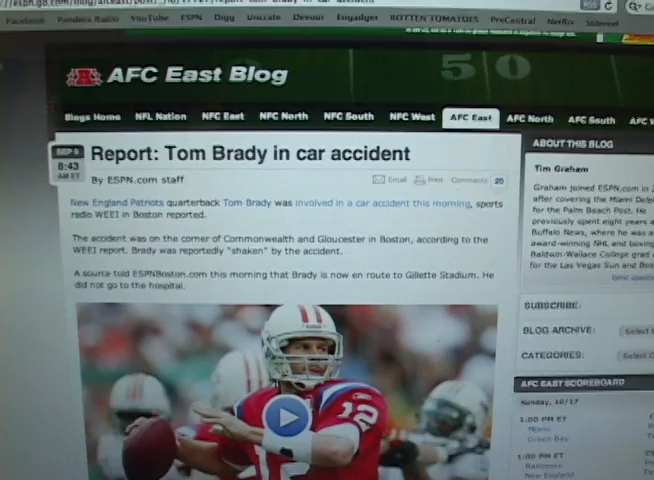 Facebook Pandora Radio YouTube ESPN Digg Uncrate Devour Engadget ROTTEN TOMATOES PreCentral Netflix
RSS
AFC East Blog
5 0
Blogs Home NFL Nation NFC East NFC North NFC South NFC West AFC East AFC North AFC South
SEP 9
8:43
AM ET
Report: Tom Brady in car accident
By ESPN.com staff
Email Print Comments 20
New England Patriots quarterback Tom Brady was involved in a car accident this morning, sports
radio WEEI in Boston reported.
The accident was on the corner of Commonwealth and Gloucester in Boston, according to the
WEEI report. Brady was reportedly "shaken" by the accident.
A source told ESPNBoston.com this morning that Brady is now en route to Gillette Stadium. He
did not go to the hospital.
12
12
ABOUT THIS BLOG
Tim Graham
Graham joined ESPN.com in
after covering the Miami
for the Palm Beach Post. He
previously spent eight years
Buffalo News, where he was a
award-winning NHL and boxing
Baldwin-Wallace College grad
for the Las Vegas Sun and
SUBSCRIBE:
BLOG ARCHIVE: Select
CATEGORIES: Select
AFC EAST SCOREBOARD
Sunday, 10/17
1:00 PM ET
Miami
Green Bay
1:00 PM ET
Baltimore
New England